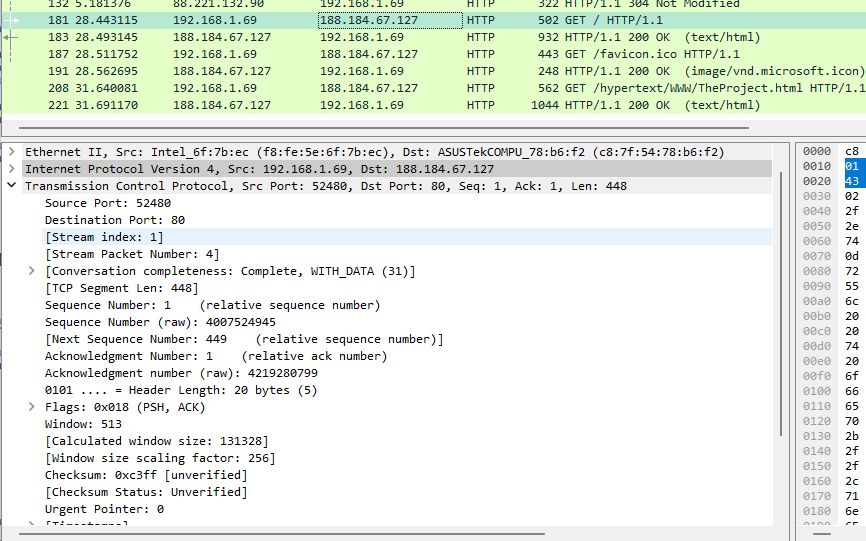 132 5.181376 88.221.132.90 192.168.1.69 HTTP 322 HTTP/1.1 304 Not Modified
181 28.443115 192.168.1.69 188.184.67.127 HTTP 502 GET / HTTP/1.1
183 28.493145 188.184.67.127 192.168.1.69 HTTP 932 HTTP/1.1 200 OK (text/html)
187 28.511752 192.168.1.69 188.184.67.127 HTTP 443 GET /favicon.ico HTTP/1.1
191 28.562695 188.184.67.127 192.168.1.69 HTTP 248 HTTP/1.1 200 OK (image/vnd.microsoft.icon)
208 31.640081 192.168.1.69 188.184.67.127 HTTP 562 GET /hypertext/WWW/TheProject.html HTTP/1.1
221 31.691170 188.184.67.127 192.168.1.69 HTTP 1044 HTTP/1.1 200 OK (text/html)
Ethernet II, Src: Intel_6f:7b:ec (f8:fe:5e:6f:7b:ec), Dst: ASUSTekCOMPU_78:b6:f2 (c8:7f:54:78:b6:f2)
Internet Protocol Version 4, Src: 192.168.1.69, Dst: 188.184.67.127
Transmission Control Protocol, Src Port: 52480, Dst Port: 80, Seq: 1, Ack: 1, Len: 448
Source Port: 52480
Destination Port: 80
[Stream index: 1]
[Stream Packet Number: 4]
[Conversation completeness: Complete, WITH_DATA (31)]
[TCP Segment Len: 448]
Sequence Number: 1 (relative sequence number)
Sequence Number (raw): 4007524945
[Next Sequence Number: 449 (relative sequence number)]
Acknowledgment Number: 1 (relative ack number)
Acknowledgment number (raw): 4219280799
0101 .... = Header Length: 20 bytes (5)
Flags: 0x018 (PSH, ACK)
Window: 513
[Calculated window size: 131328]
[Window size scaling factor: 256]
Checksum: 0xc3ff [unverified]
[Checksum Status: Unverified]
Urgent Pointer: 0
[Timestamps]
0000 c8
0010 01
0020 43
0030 02
0040 2f
0050 2e
0060 74
0070 0d
0080 72
0090 55
00a0 6c
00b0 20
00c0 20
00d0 74
00e0 20
00f0 6f
0100 66
0110 65
0120 70
0130 2b
0140 2f
0150 2f
0160 2c
0170 71
0180 6e
0190 65